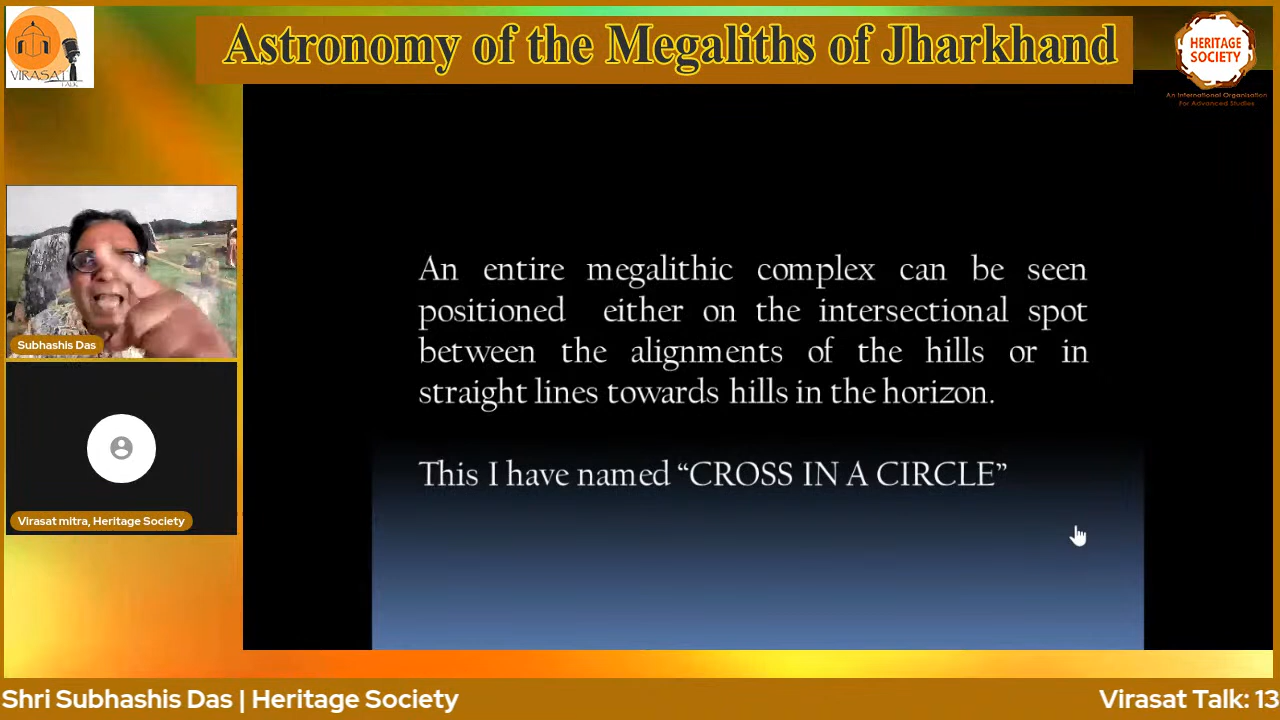 Astronomy of the Megaliths of Jharkhand
VIRASAT
TALK
HERITAGE
SOCIETY
An International Organisation
For Advanced Studies
An entire megalithic complex can be seen
positioned either on the intersectional spot
between the alignments of the hills or in
straight lines towards hills in the horizon.
This I have named “CROSS IN A CIRCLE”
Subhashis Das
Virasat mitra, Heritage Society
Shri Subhashis Das | Heritage Society
Virasat Talk: 13